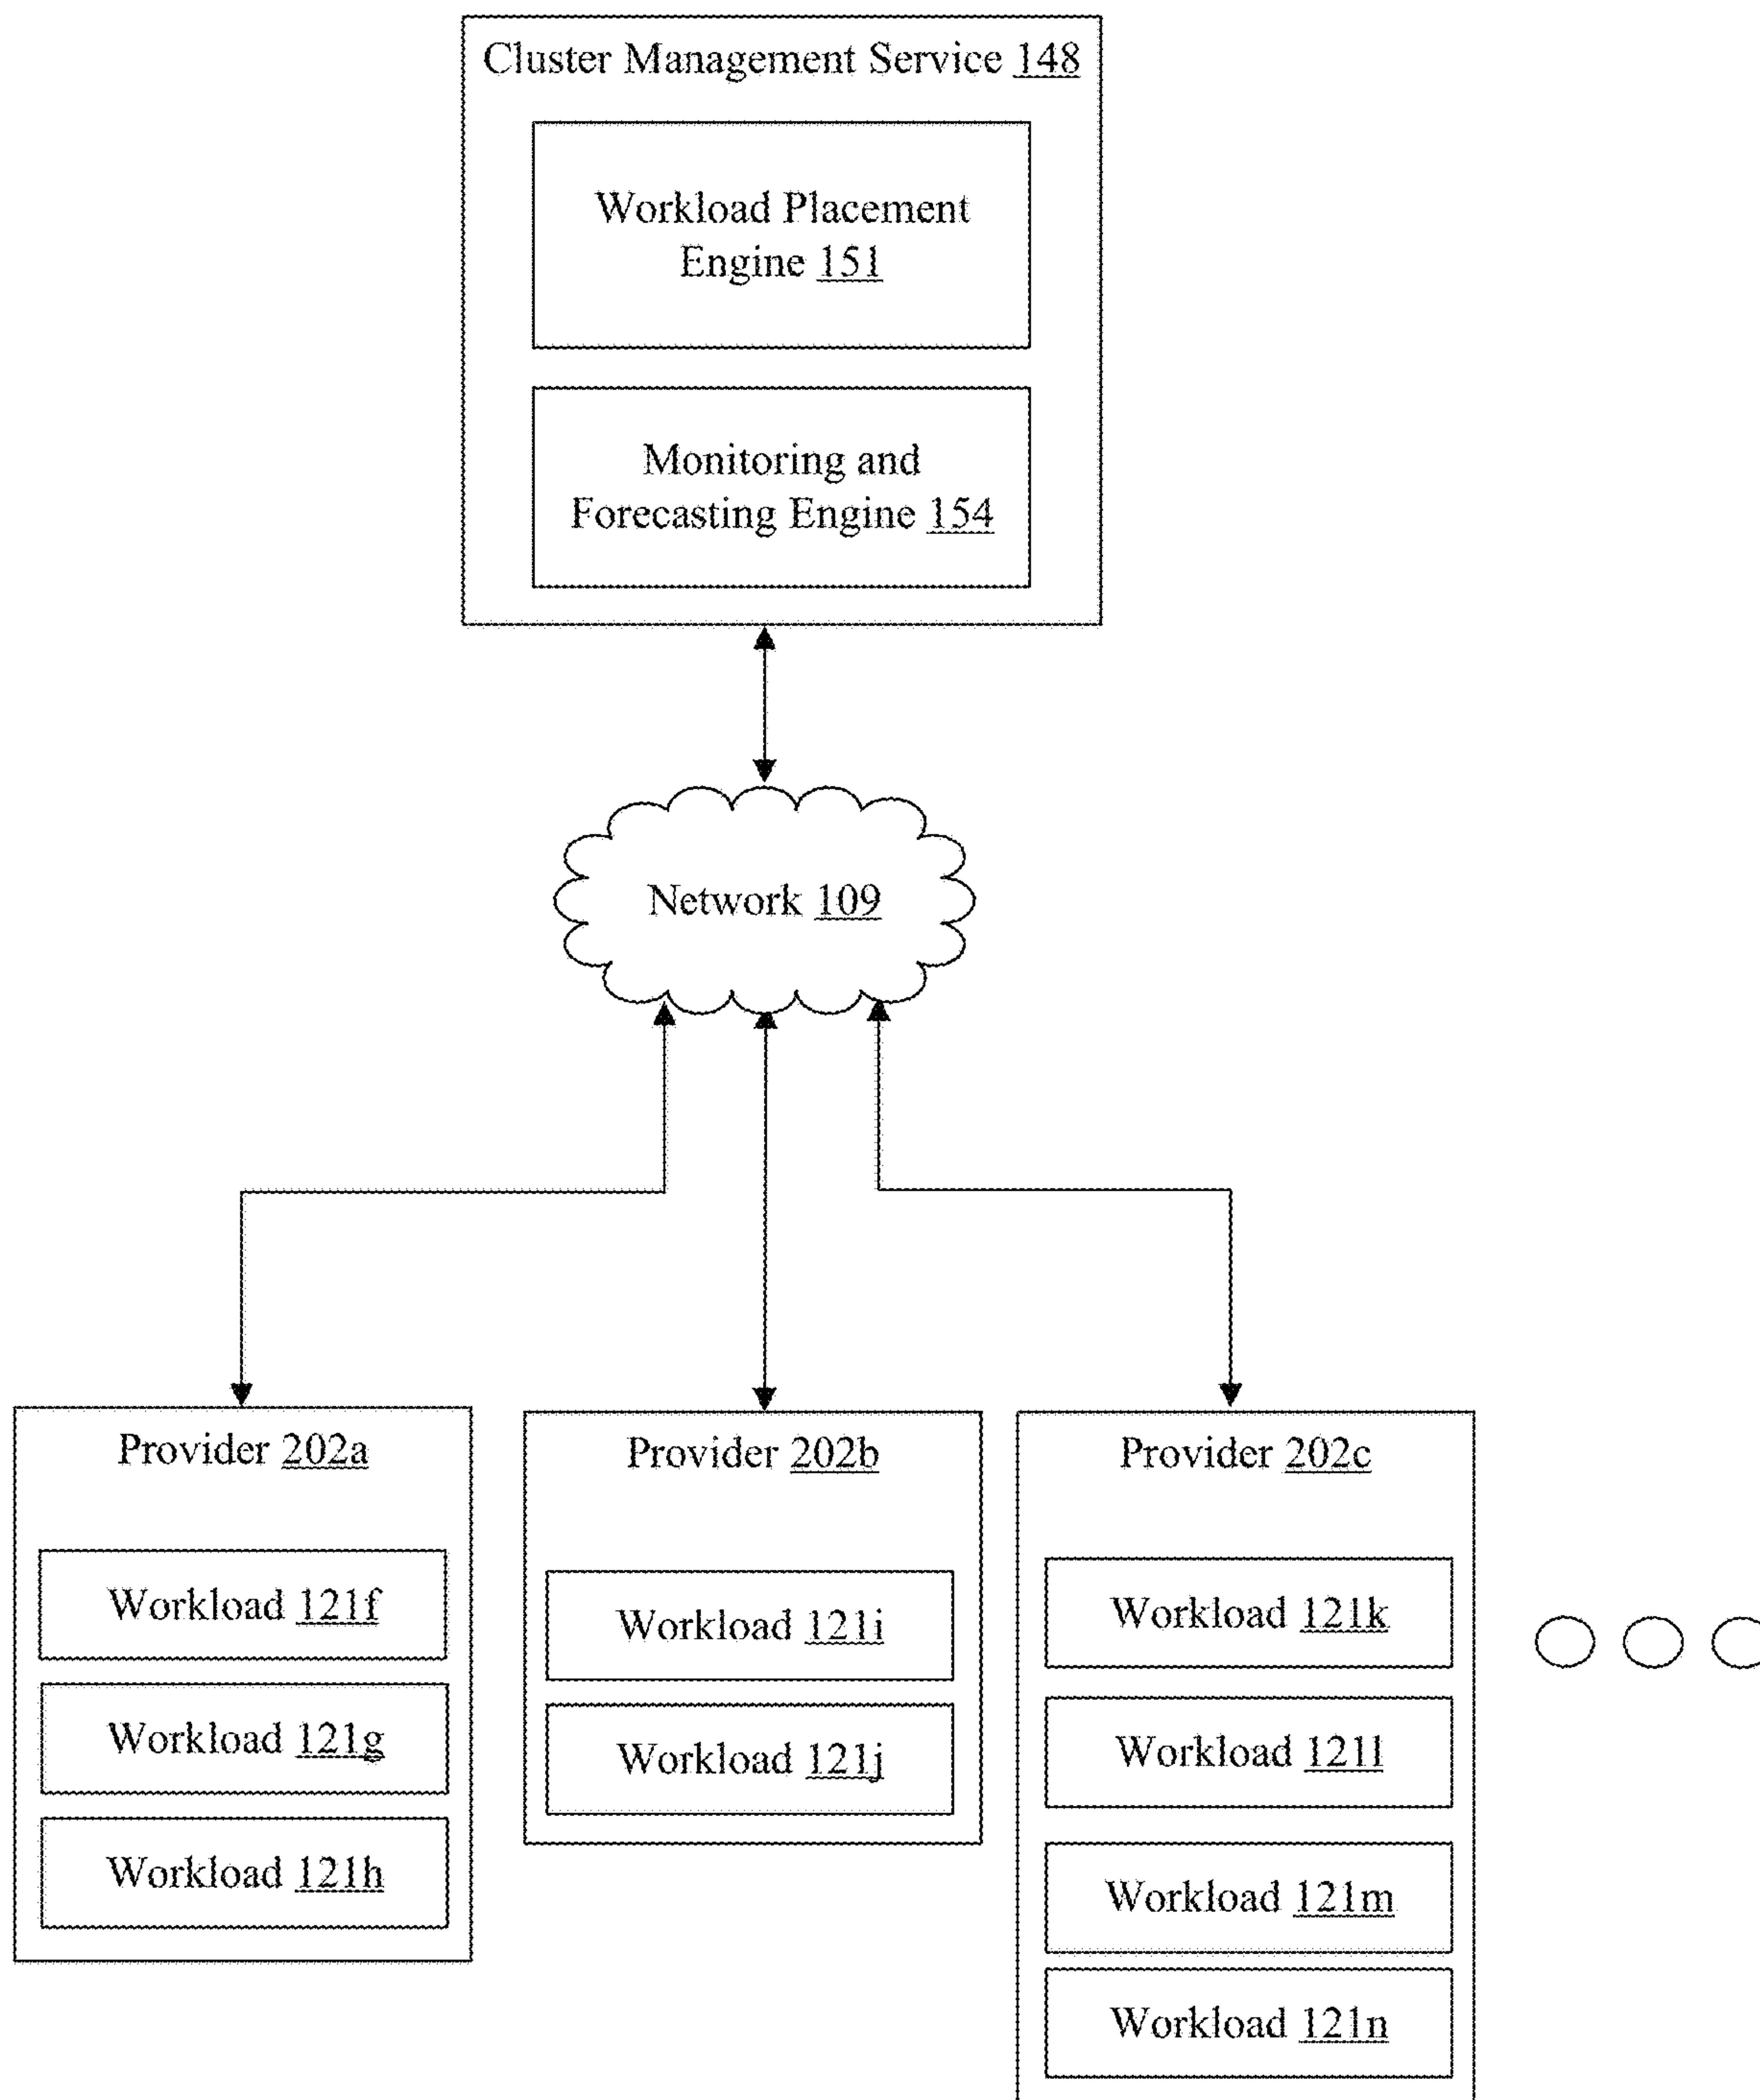 Cluster Management Service 148
Workload Placement
Engine 151
Monitoring and
Forecasting Engine 154
Network 109
Provider 202a
Workload 121f
Workload 121g
Workload 121h
Provider 202b
Workload 121i
Workload 121j
Provider 202c
Workload 121k
Workload 121l
Workload 121m
Workload 121n